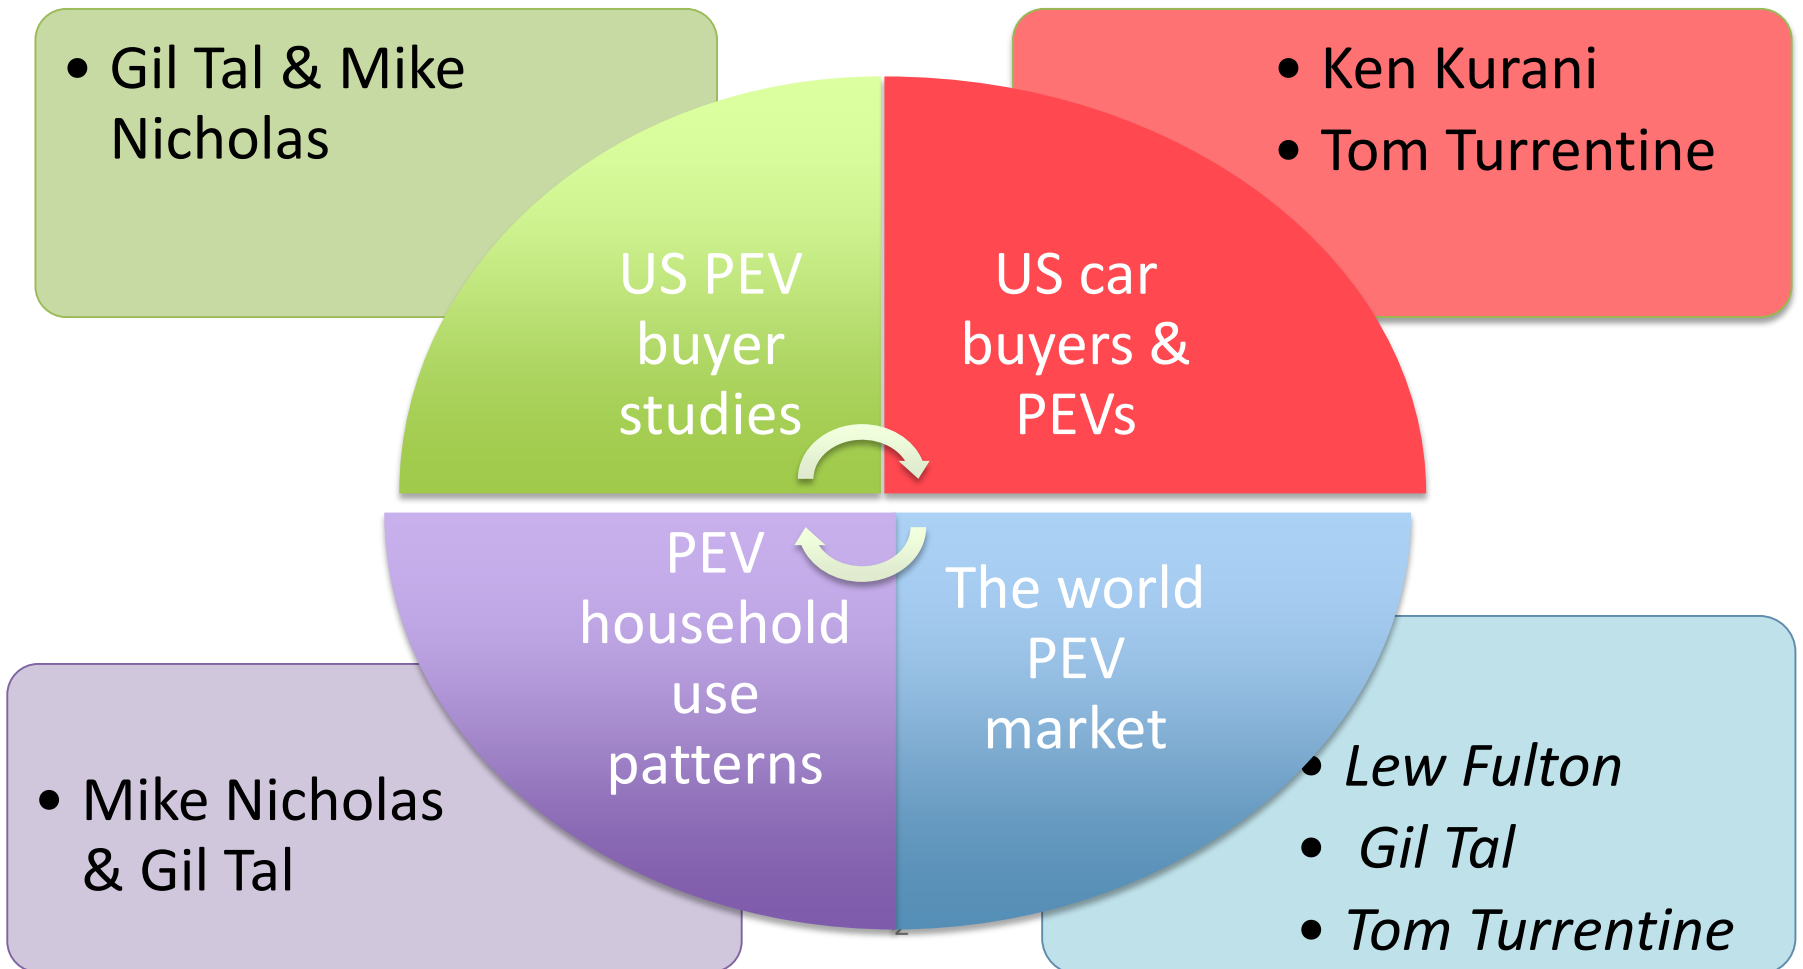 • Gil Tal & Mike
Nicholas
• Ken Kurani
• Tom Turrentine
US PEV
buyer
studies
US car
buyers &
PEVs
PEV
household
use
patterns
The world
PEV
market
• Mike Nicholas
& Gil Tal
• Lew Fulton
• Gil Tal
• Tom Turrentine